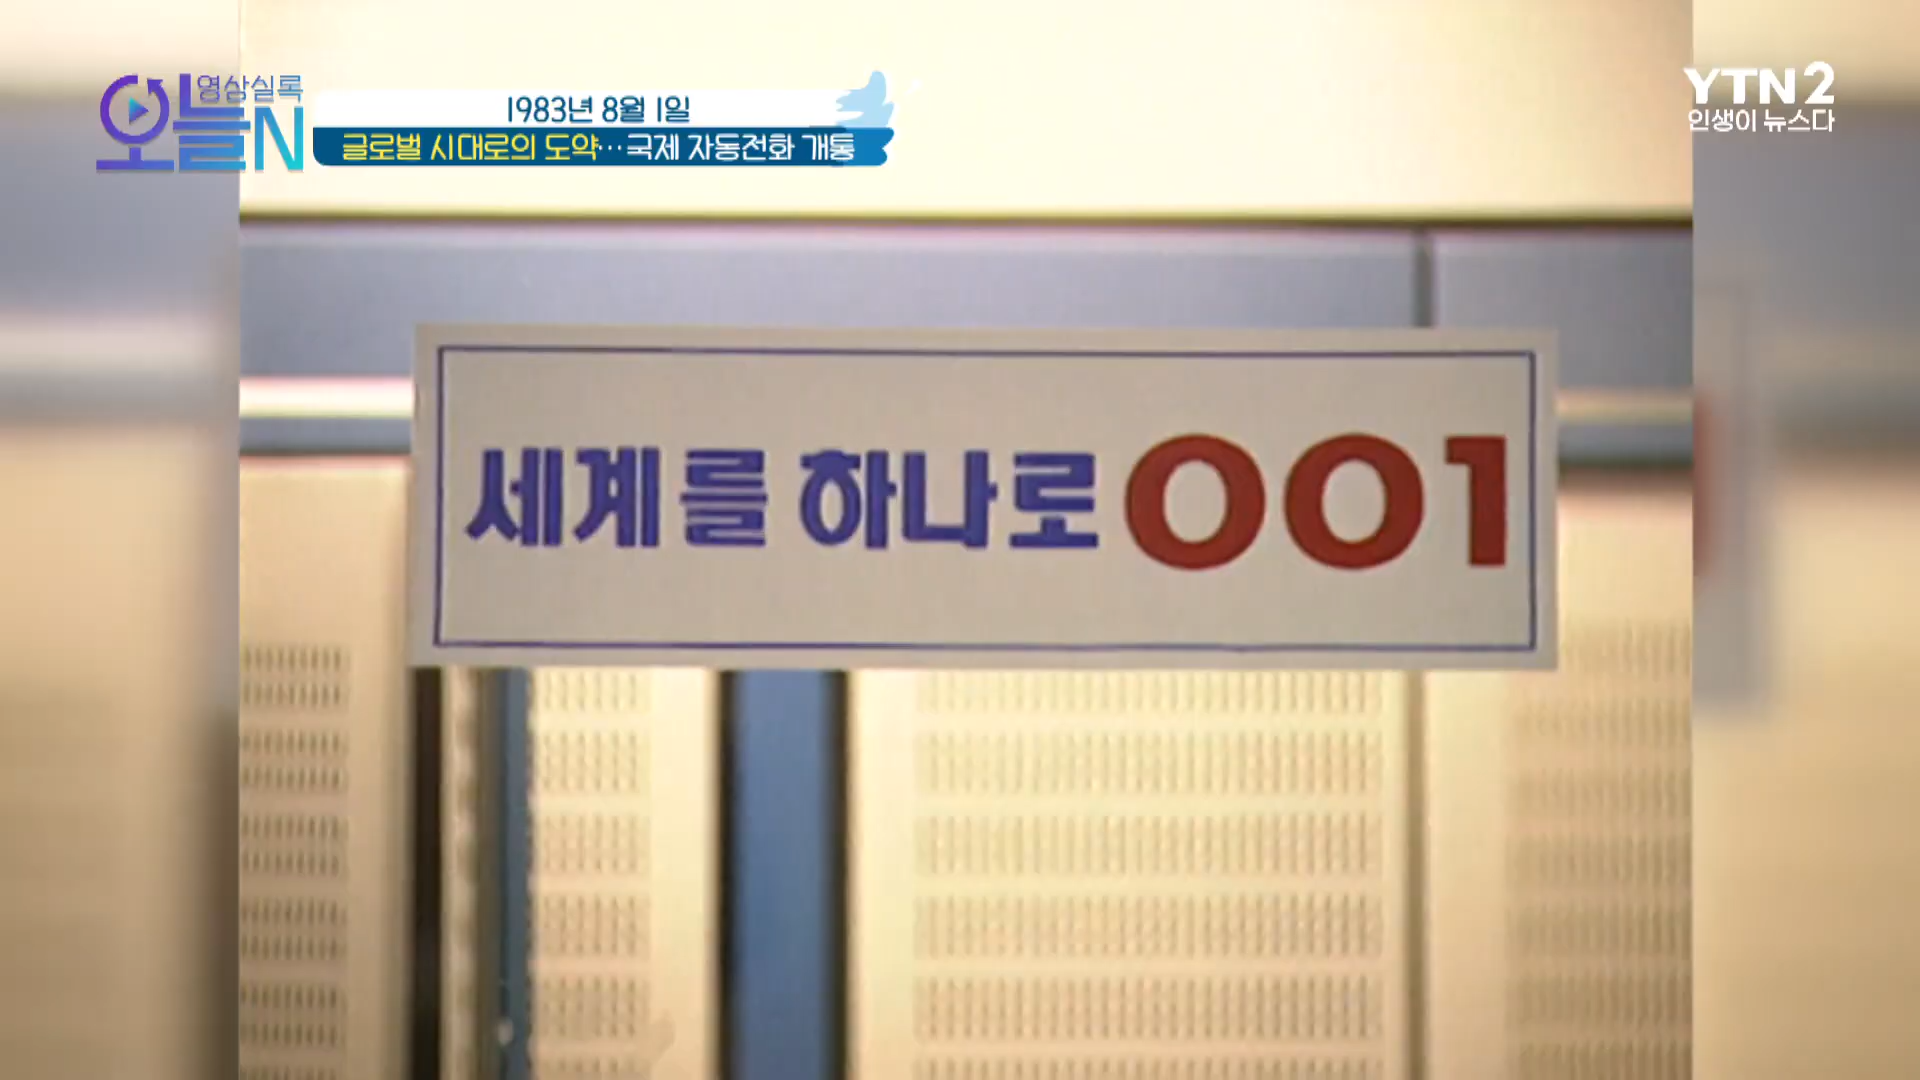 영상실록
오늘N
1983년 8월 1일
글로벌 시대로의 도약…국제 자동전화 개통
YTN2
인생이 뉴스다
세계를 하나로 001